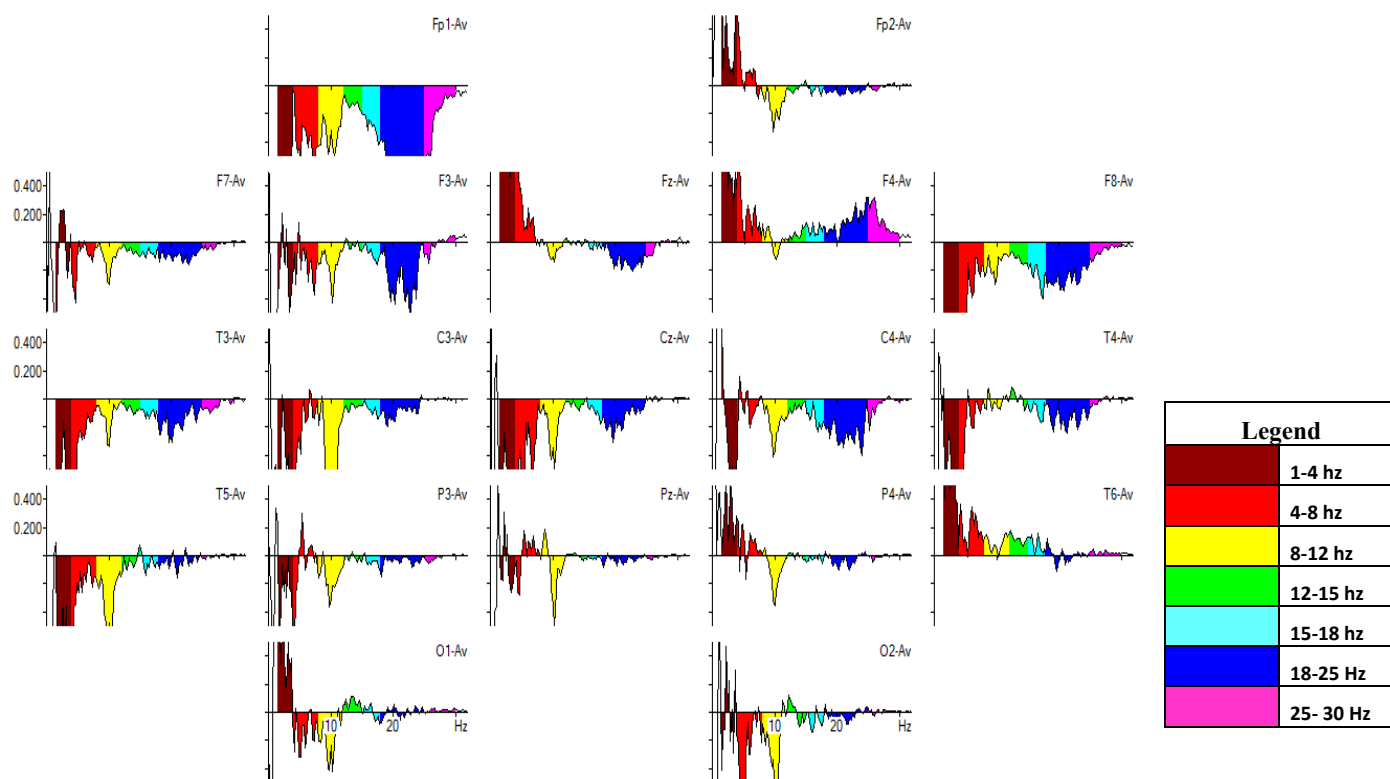 Fp1-Av Fp2-Av
0.400 F7-Av F3-Av Fz-Av F4-Av F8-Av
0.200
0.400 T3-Av C3-Av Cz-Av C4-Av T4-Av
0.200
Legend
1-4 hz
4-8 hz
0.400 T5-Av P3-Av Pz-Av P4-Av T6-Av
0.200
8-12 hz
12-15 hz
15-18 hz
O1-Av O2-Av
18-25 Hz
25- 30 Hz
10 20 Hz 10 20 Hz